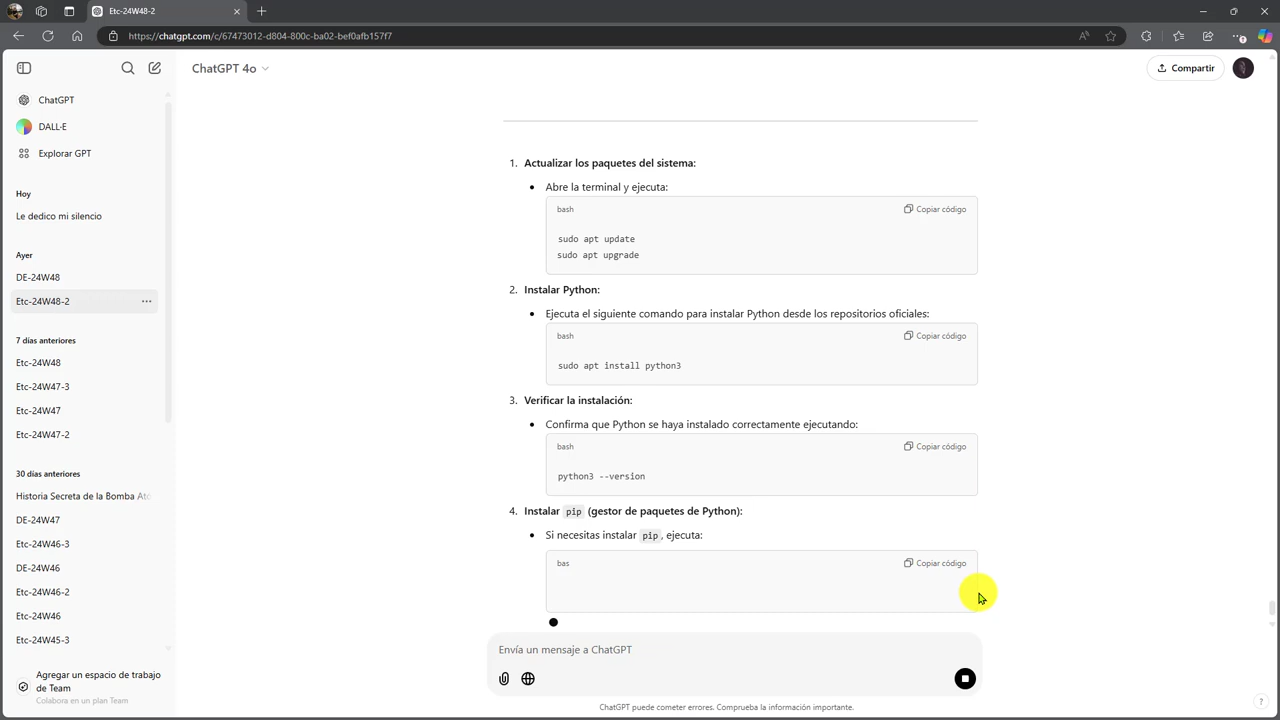 Etc-24W48-2
https://chatgpt.com/c/67473012-d804-800c-ba02-bef0afb157f7
ChatGPT 4o
Compartir
ChatGPT
DALL-E
Explorar GPT
Hoy
Le dedico mi silencio
Ayer
DE-24W48
Etc-24W48-2
7 días anteriores
Etc-24W48
Etc-24W47-3
Etc-24W47
Etc-24W47-2
30 días anteriores
Historia Secreta de la Bomba Ató
DE-24W47
Etc-24W46-3
DE-24W46
Etc-24W46-2
Etc-24W46
Etc-24W45-3
Agregar un espacio de trabajo
de Team
Colabora en un plan Team
1. Actualizar los paquetes del sistema:
Abre la terminal y ejecuta:
bash
Copiar código
sudo apt update
sudo apt upgrade
2. Instalar Python:
Ejecuta el siguiente comando para instalar Python desde los repositorios oficiales:
bash
Copiar código
sudo apt install python3
3. Verificar la instalación:
Confirma que Python se haya instalado correctamente ejecutando:
bash
Copiar código
python3 --version
4. Instalar pip (gestor de paquetes de Python):
Si necesitas instalar pip, ejecuta:
bas
Copiar código
Envía un mensaje a ChatGPT
ChatGPT puede cometer errores. Comprueba la información importante.
?